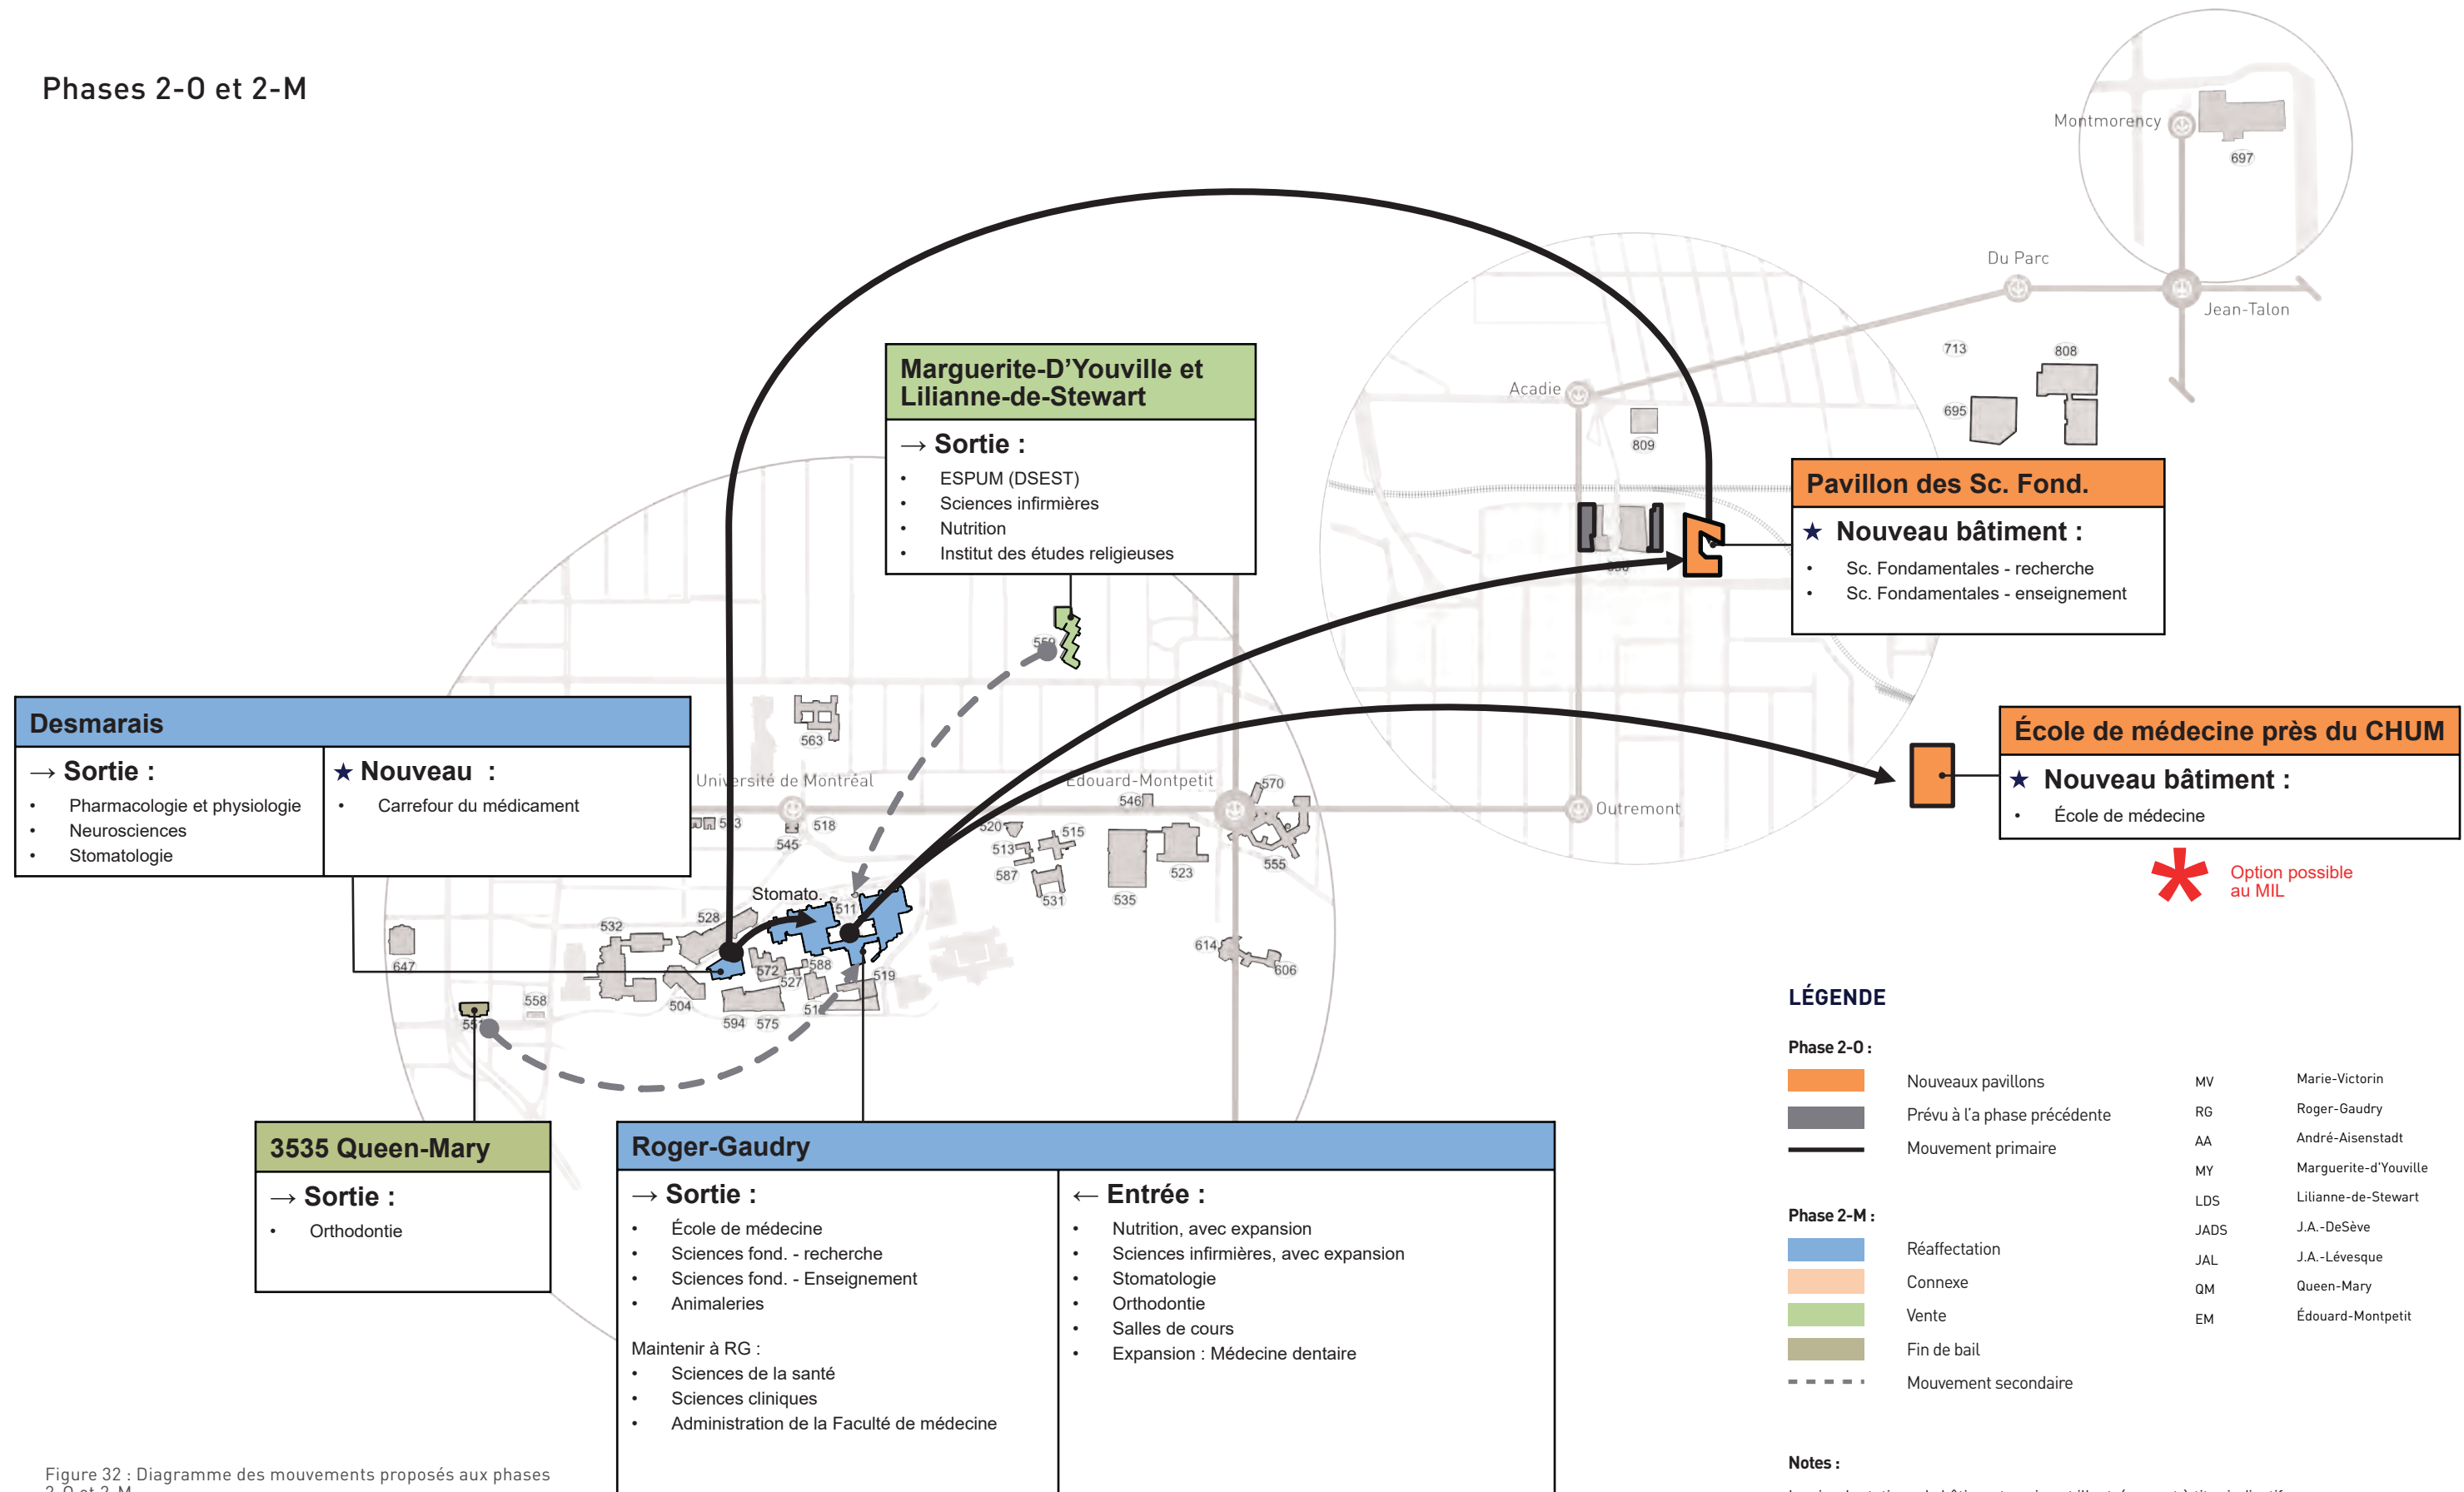 Phases 2-O et 2-M
Montmorency
697
Du Parc
Jean-Talon
713
808
695
Acadie
809
Marguerite-D'Youville et
Lilianne-de-Stewart
→ Sortie :
• ESPUM (DSEST)
• Sciences infirmières
• Nutrition
• Institut des études religieuses
Pavillon des Sc. Fond.
★ Nouveau bâtiment :
• Sc. Fondamentales - recherche
• Sc. Fondamentales - enseignement
559
Desmarais
→ Sortie :
• Pharmacologie et physiologie
• Neurosciences
• Stomatologie
★ Nouveau :
• Carrefour du médicament
563
Université de Montréal
Édouard-Montpetit
Outremont
École de médecine près du CHUM
★ Nouveau bâtiment :
• École de médecine
Option possible
au MIL
546
570
518
545
520
515
513
587
531
535
523
555
Stomato.
511
528
532
647
572
588
527
519
504
594
575
558
614
606
3535 Queen-Mary
→ Sortie :
• Orthodontie
Roger-Gaudry
→ Sortie :
• École de médecine
• Sciences fond. - recherche
• Sciences fond. - Enseignement
• Animaleries
Maintenir à RG :
• Sciences de la santé
• Sciences cliniques
• Administration de la Faculté de médecine
← Entrée :
• Nutrition, avec expansion
• Sciences infirmières, avec expansion
• Stomatologie
• Orthodontie
• Salles de cours
• Expansion : Médecine dentaire
LÉGENDE
Phase 2-O :
Nouveaux pavillons
Prévu à l'a phase précédente
Mouvement primaire
Phase 2-M :
Réaffectation
Connexe
Vente
Fin de bail
Mouvement secondaire
MV Marie-Victorin
RG Roger-Gaudry
AA André-Aisenstadt
MY Marguerite-d'Youville
LDS Lilianne-de-Stewart
JADS J.A.-DeSève
JAL J.A.-Lévesque
QM Queen-Mary
EM Édouard-Montpetit
Notes :
Figure 32 : Diagramme des mouvements proposés aux phases
2-O et 2-M